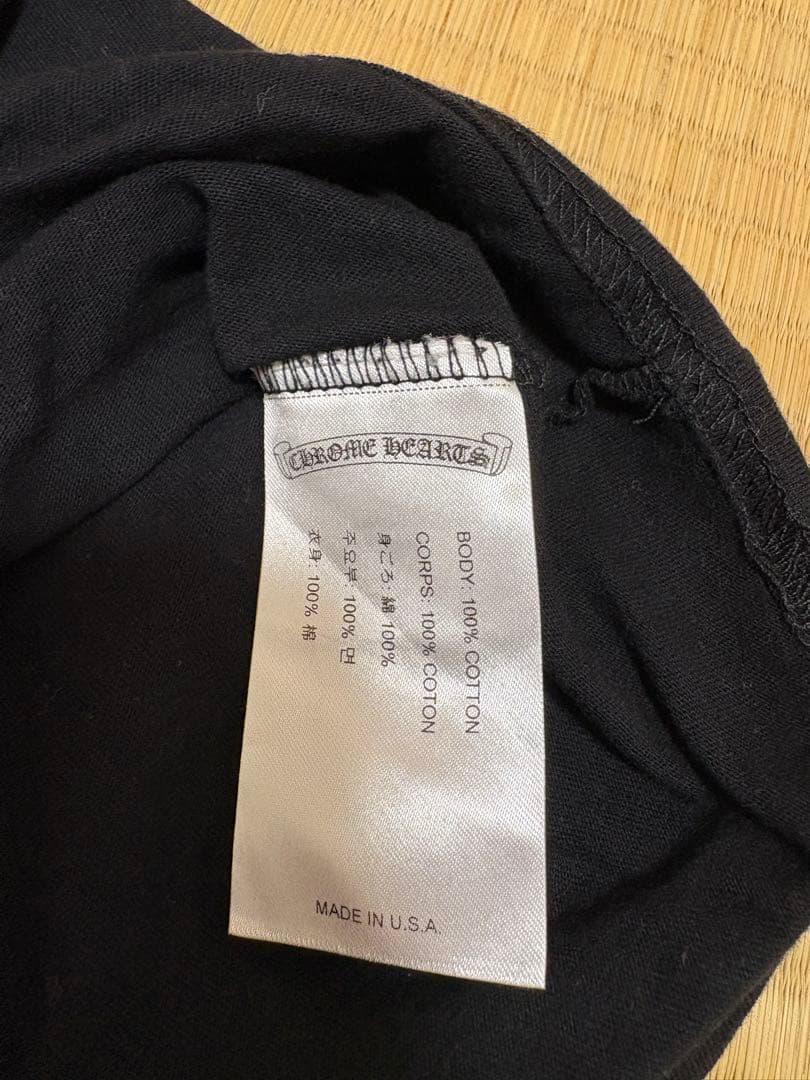 CHROME HEARTS
BODY: 100% COTTON
CORPS: 100% COTON
身ごろ: 綿 100%
주요부: 100% 면
衣身: 100% 棉
MADE IN U.S.A.